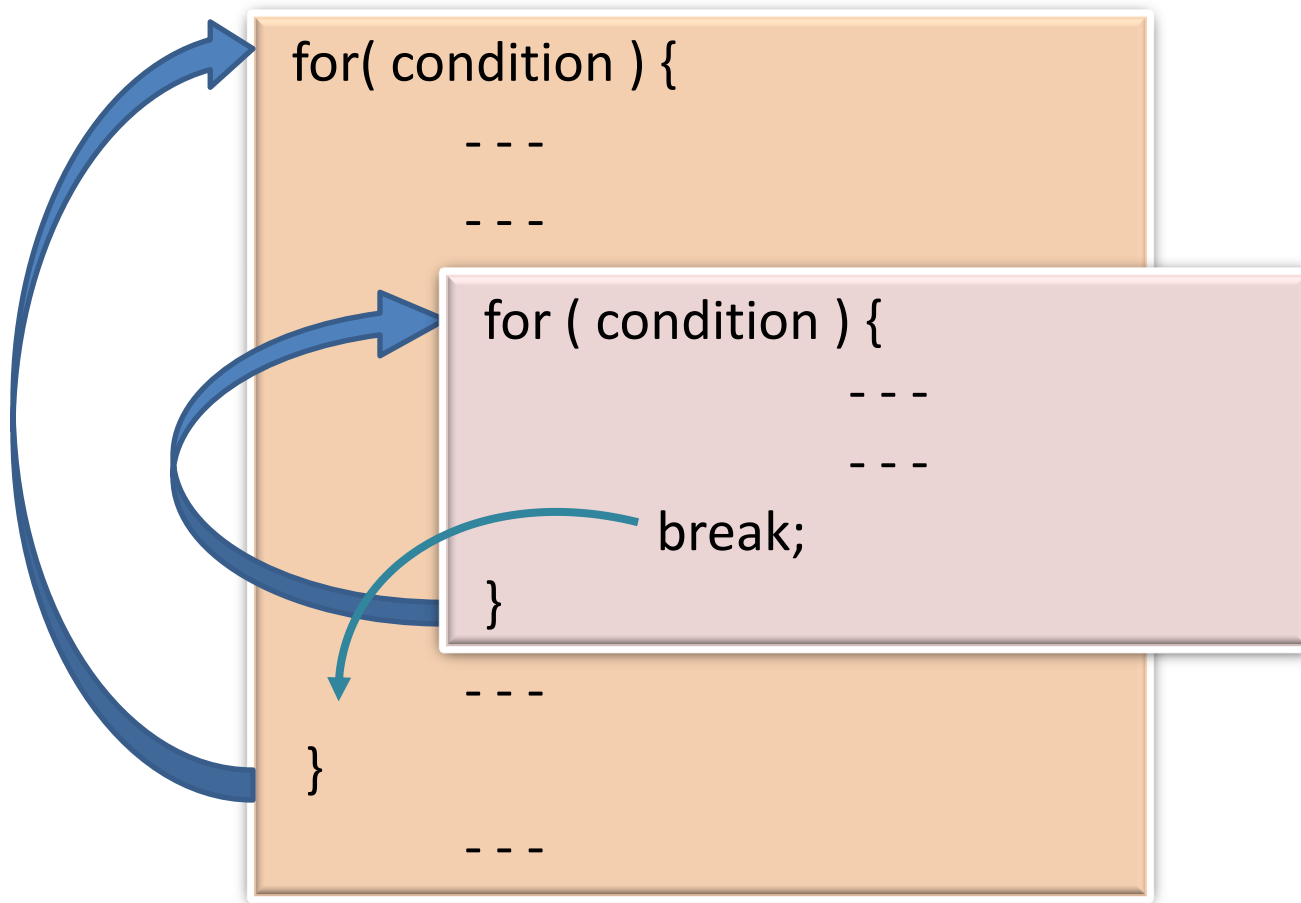 for( condition ) {
- - -
- - -
for ( condition ) {
- - -
- - -
break;
}
- - -
}
- - -